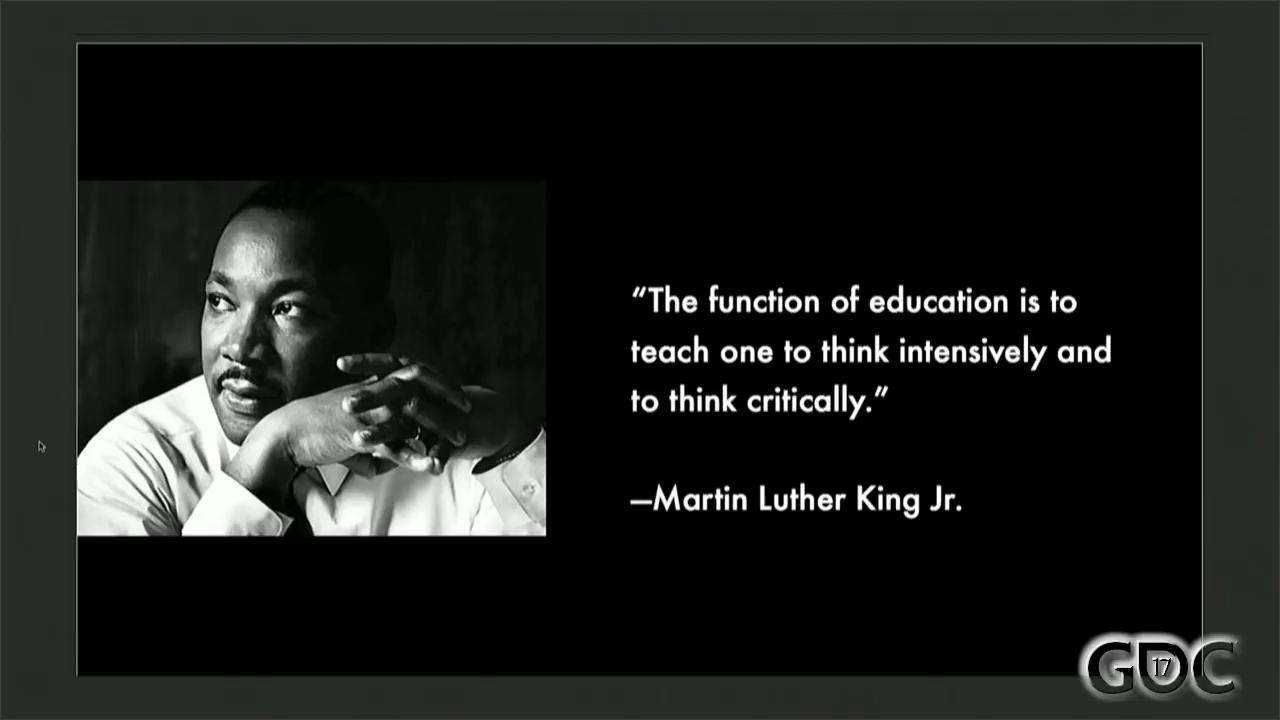 “The function of education is to
teach one to think intensively and
to think critically.”
—Martin Luther King Jr.
GDC
17